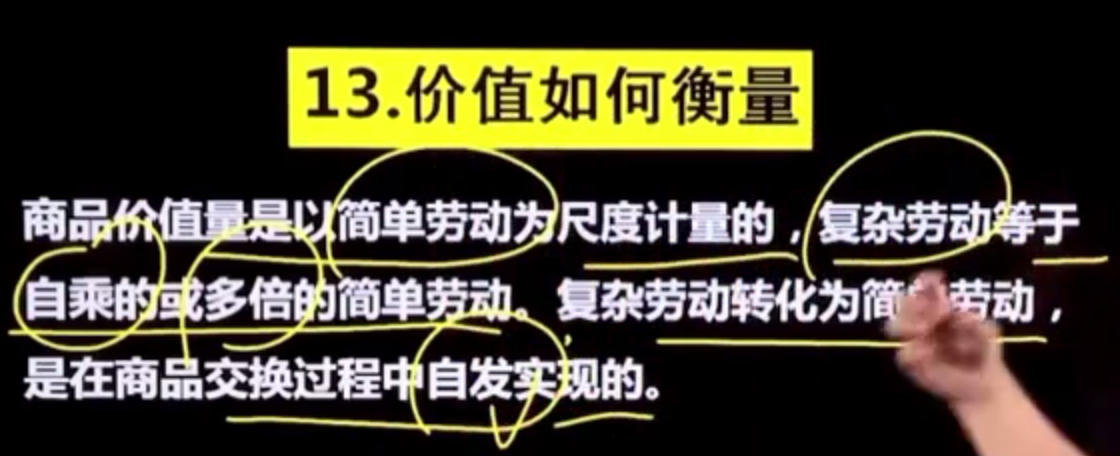 13.价值如何衡量
商品价值量是以简单劳动为尺度计量的，复杂劳动等于
自乘的或多倍的简单劳动。复杂劳动转化为简单劳动，
是在商品交换过程中自发实现的。